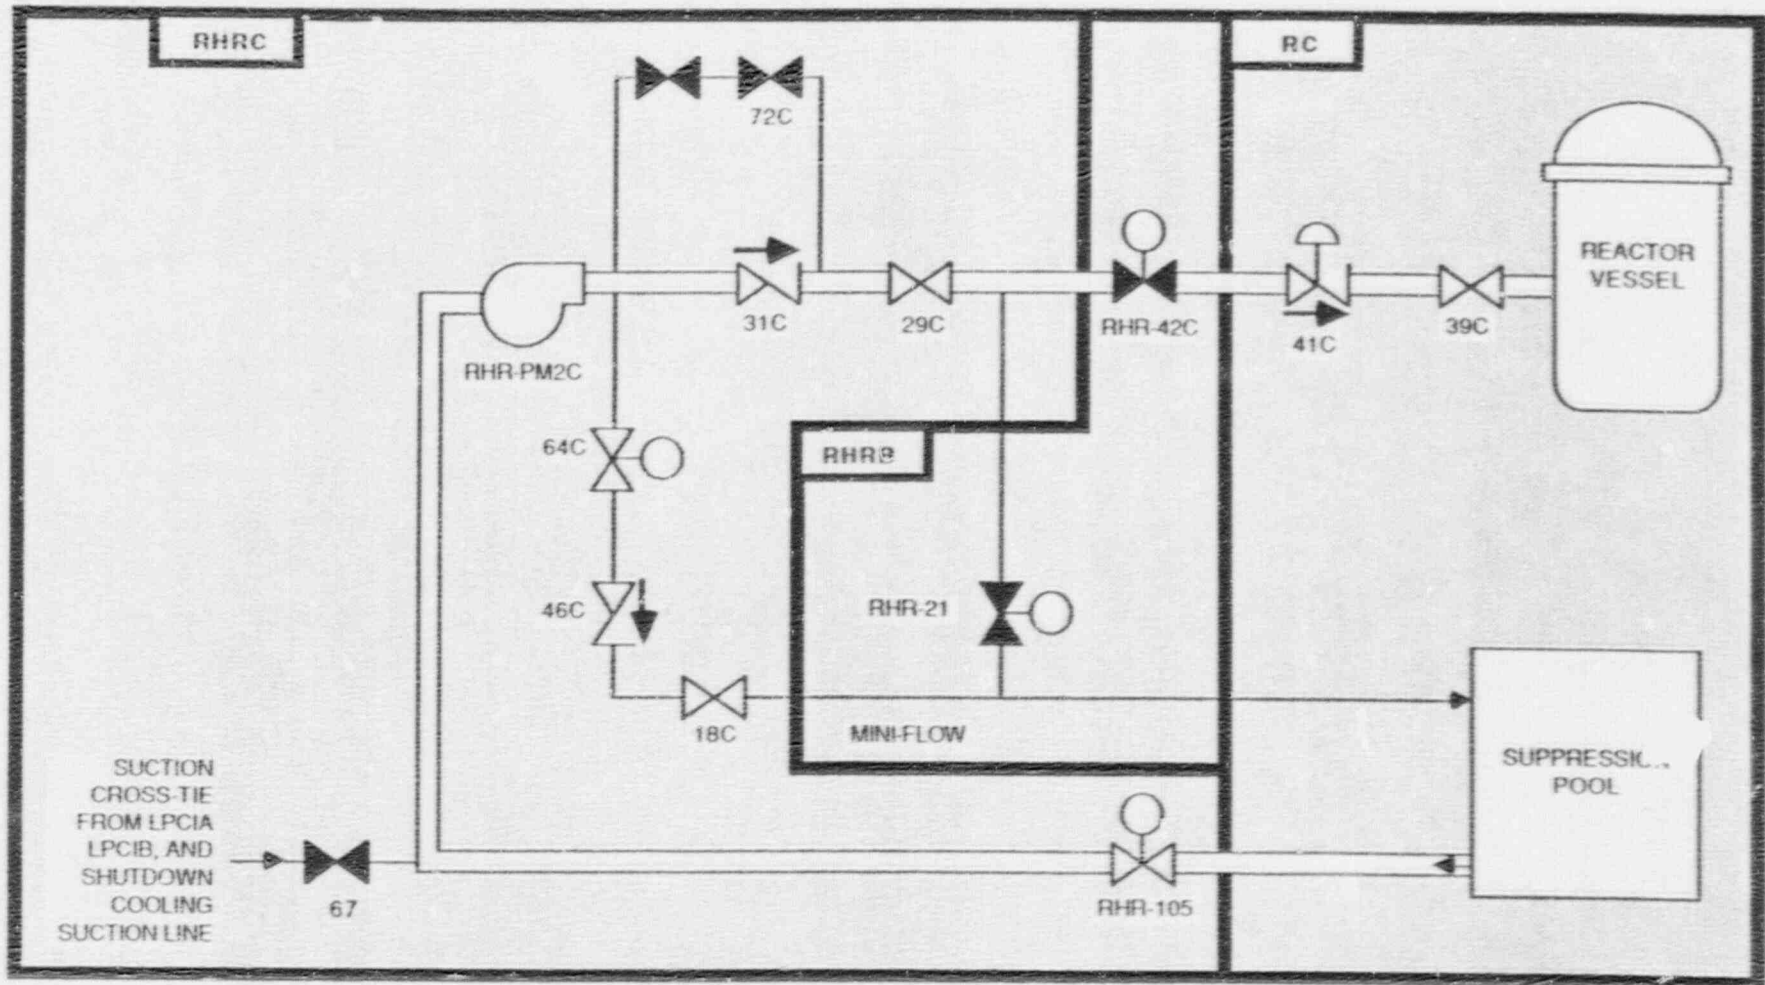 RHRC
RC
72C
REACTOR
VESSEL
31C
29C
RHR-42C
41C
39C
RHR-PM2C
64C
RHRB
46C
RHR-21
18C
MINI-FLOW
SUPPRESSI
POOL
SUCTION
CROSS-TIE
FROM LPCIA
LPCIB, AND
SHUTDOWN
COOLING
SUCTION LINE
67
RHR-105